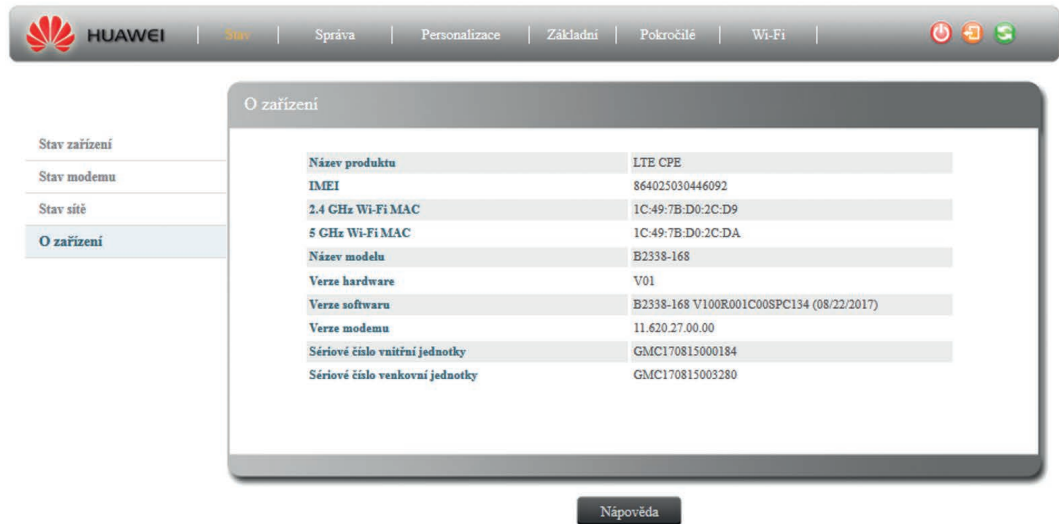 HUAWEI | Stav | Správa | Personalizace | Základní | Pokročilé | Wi-Fi |
O zařízení
Stav zařízení
Stav modemu
Stav sítě
O zařízení
Název produktu LTE CPE
IMEI 864025030446092
2.4 GHz Wi-Fi MAC 1C:49:7B:D0:2C:D9
5 GHz Wi-Fi MAC 1C:49:7B:D0:2C:DA
Název modelu B2338-168
Verze hardware V01
Verze softwaru B2338-168 V100R001C00SPC134 (08/22/2017)
Verze modemu 11.620.27.00.00
Sériové číslo vnitřní jednotky GMC170815000184
Sériové číslo venkovní jednotky GMC170815003280
Nápověda